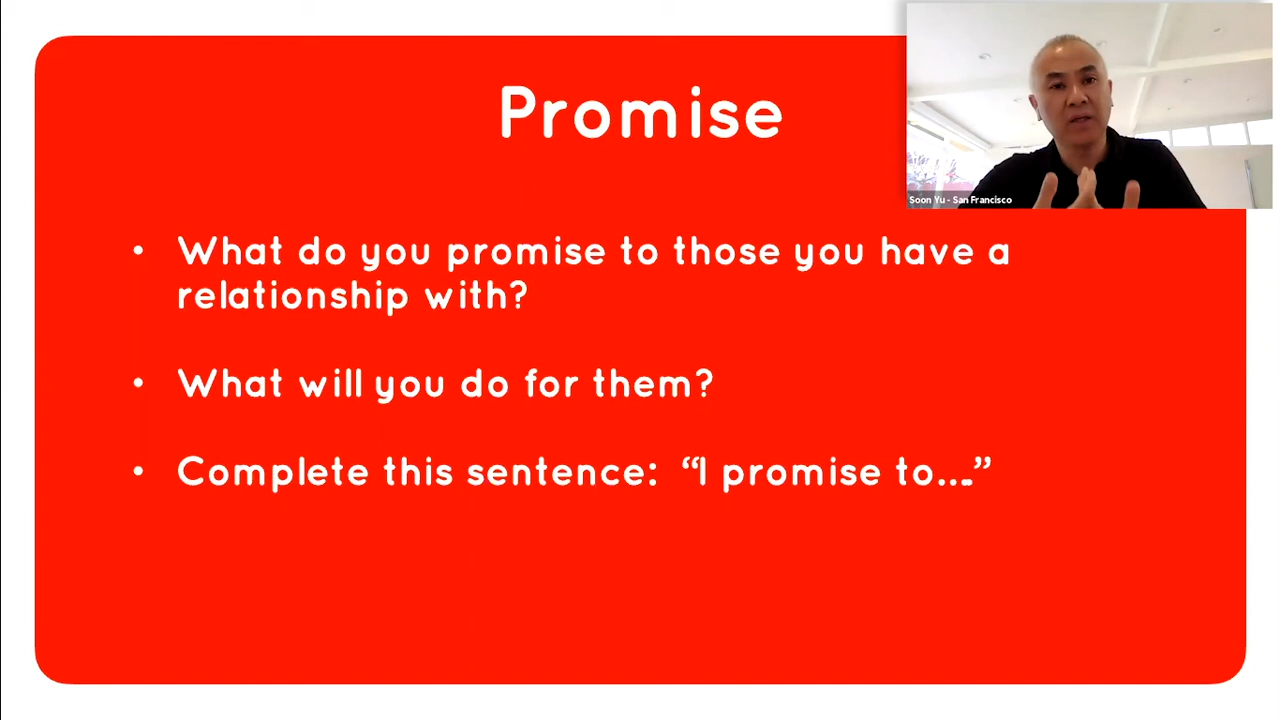 Promise
Soon Yu - San Francisco
• What do you promise to those you have a
relationship with?
• What will you do for them?
• Complete this sentence: “I promise to....”